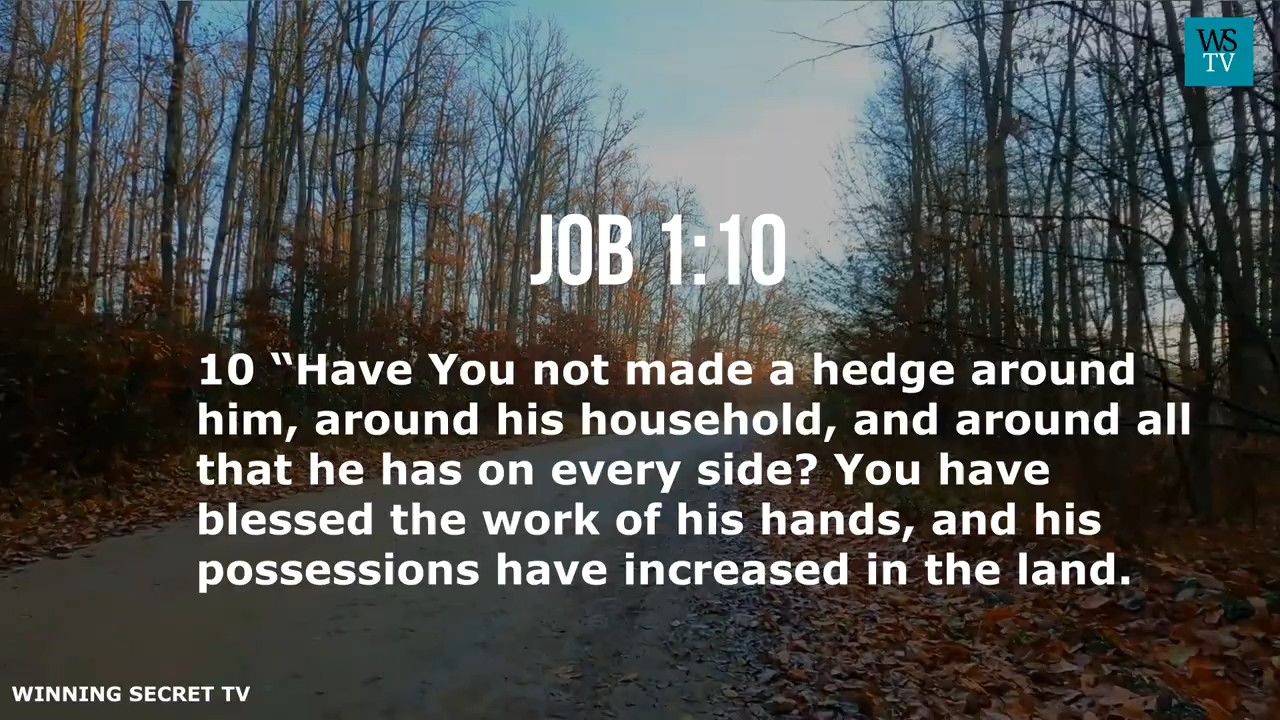 WS
TV
JOB 1:10
10 “Have You not made a hedge around
him, around his household, and around all
that he has on every side? You have
blessed the work of his hands, and his
possessions have increased in the land.
WINNING SECRET TV